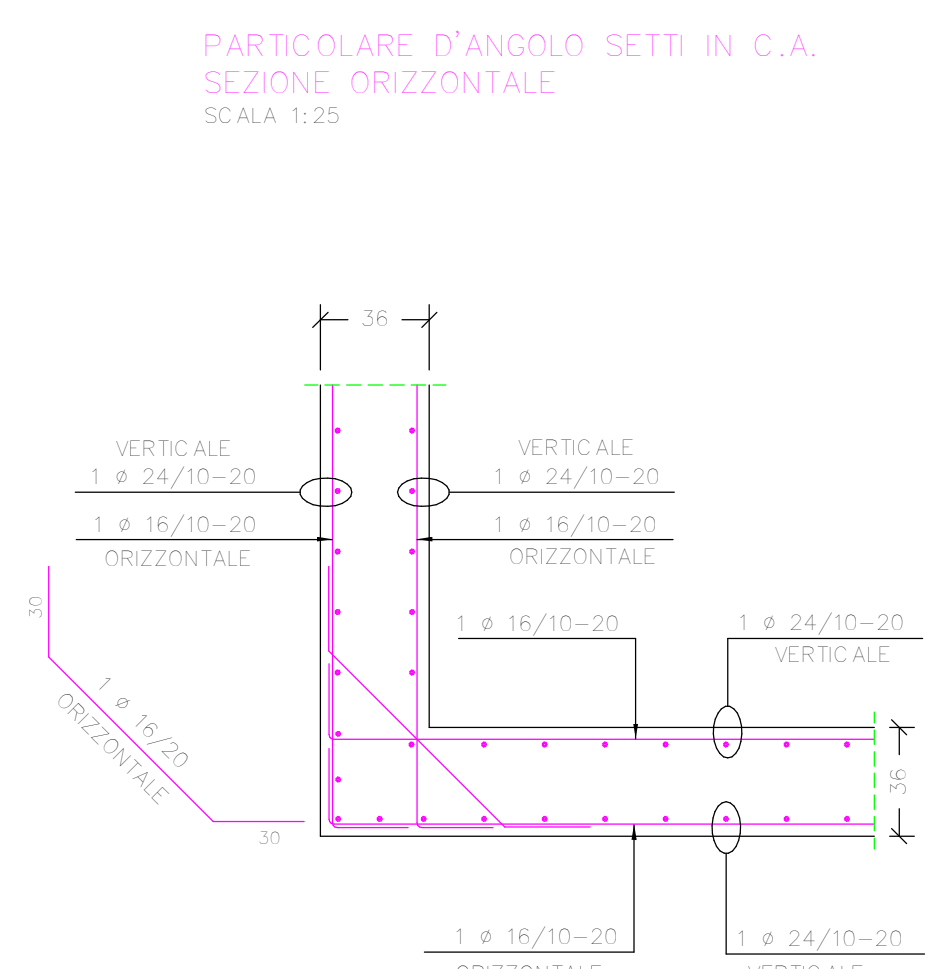 PARTICOLARE D'ANGOLO SETTI IN C.A.
SEZIONE ORIZZONTALE
SCALA 1:25
36
VERTICALE
1 ø 24/10-20
1 ø 16/10-20
ORIZZONTALE
VERTICALE
1 ø 24/10-20
1 ø 16/10-20
ORIZZONTALE
30
1 ø 16/20
ORIZZONTALE
30
1 ø 16/10-20
1 ø 24/10-20
VERTICALE
36
1 ø 16/10-20
ORIZZONTALE
1 ø 24/10-20
VERTICALE